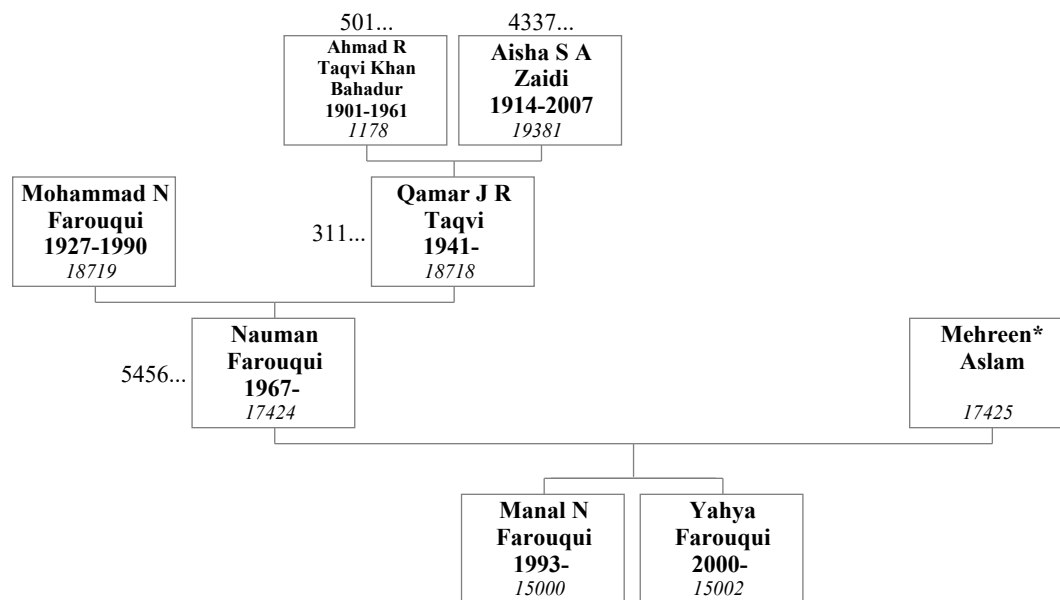 501...
4337...
Ahmad R
Taqvi Khan
Bahadur
1901-1961
1178
Aisha S A
Zaidi
1914-2007
19381
Mohammad N
Farouqui
1927-1990
18719
311...
Qamar J R
Taqvi
1941-
18718
5456...
Nauman
Farouqui
1967-
17424
Mehreen*
Aslam
17425
Manal N
Farouqui
1993-
15000
Yahya
Farouqui
2000-
15002